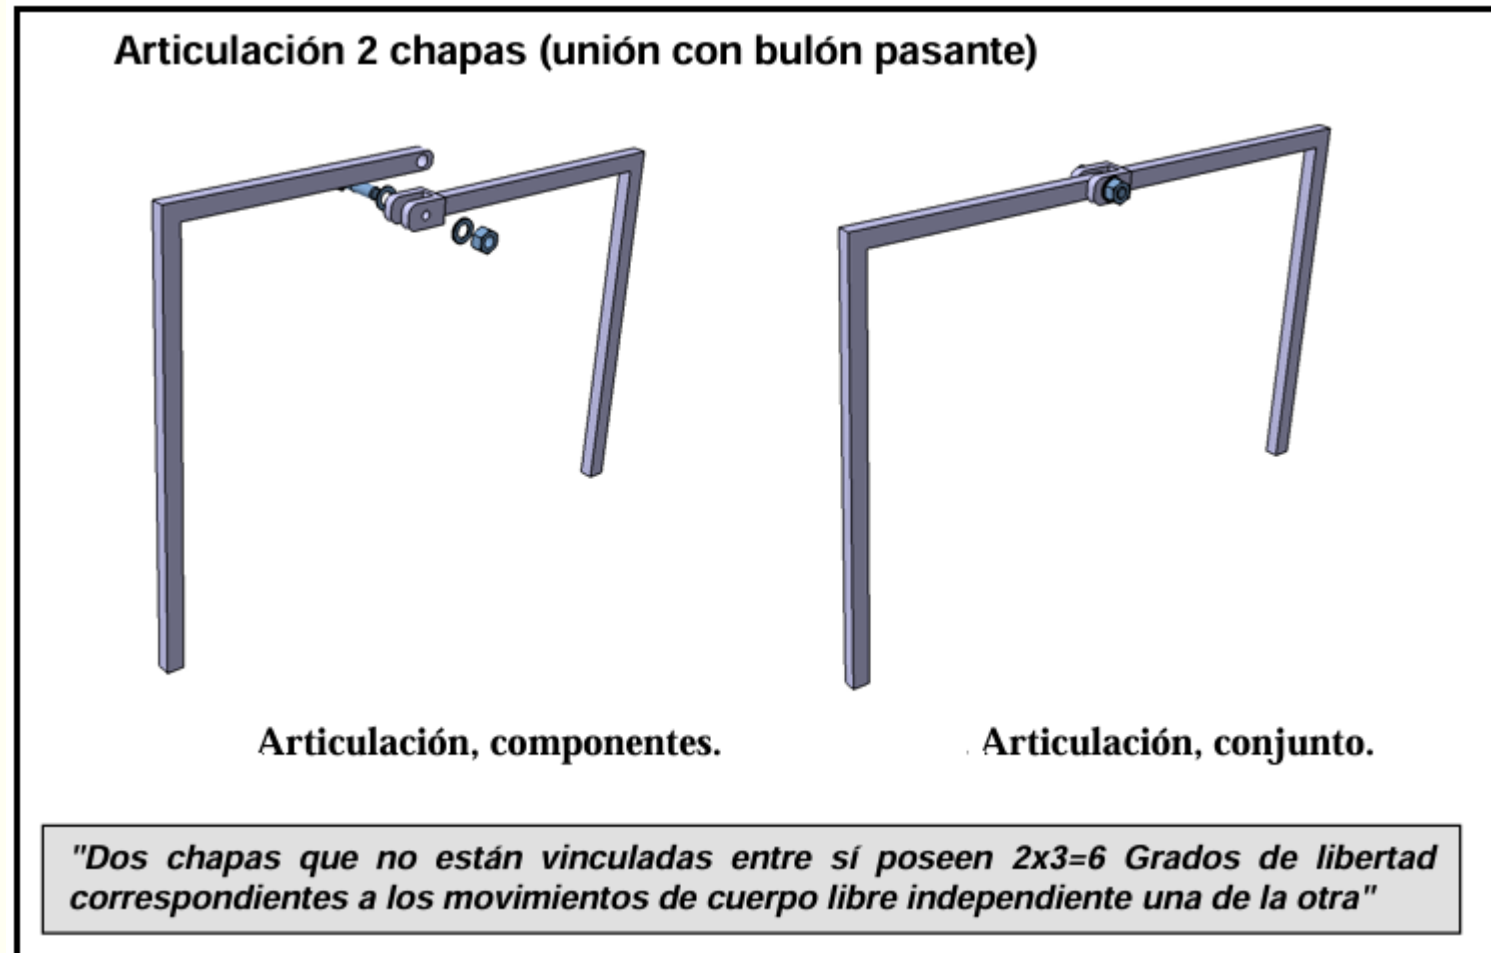 Articulación 2 chapas (unión con bulón pasante)
Articulación, componentes.
Articulación, conjunto.
"Dos chapas que no están vinculadas entre sí poseen 2x3=6 Grados de libertad
correspondientes a los movimientos de cuerpo libre independiente una de la otra"